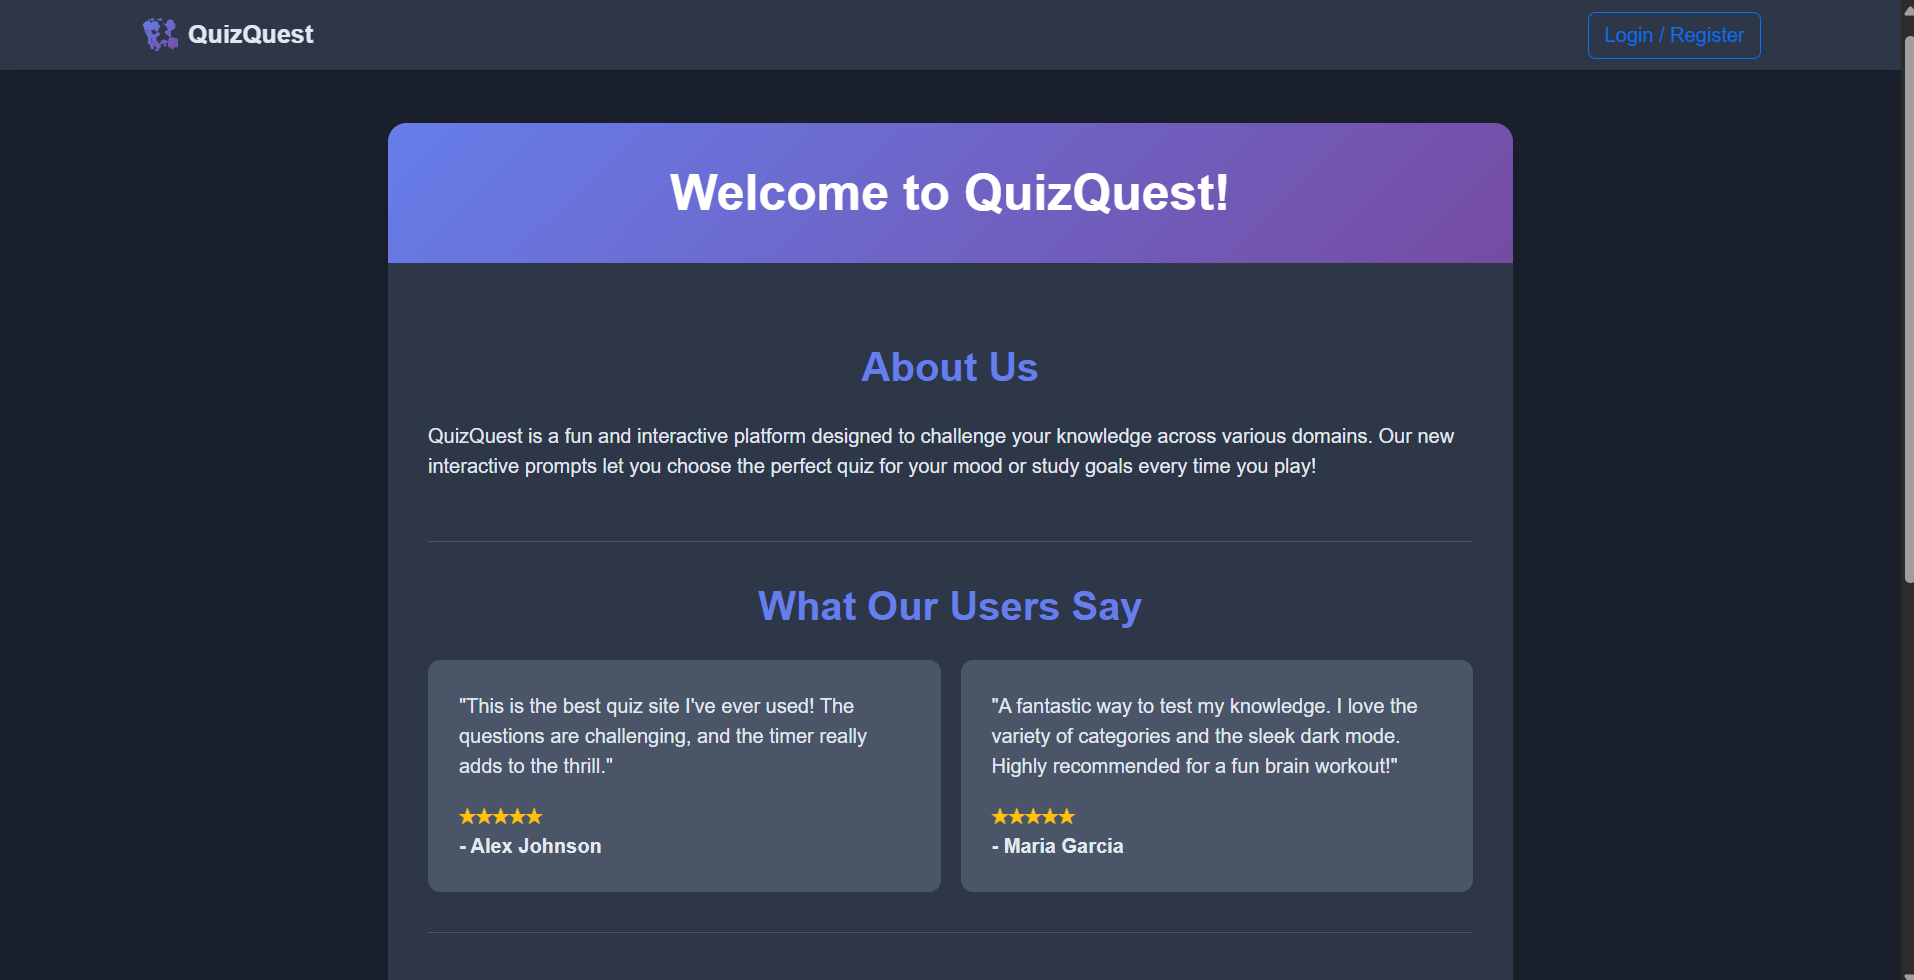 QuizQuest
Login / Register
Welcome to QuizQuest!
About Us
QuizQuest is a fun and interactive platform designed to challenge your knowledge across various domains. Our new
interactive prompts let you choose the perfect quiz for your mood or study goals every time you play!
What Our Users Say
"This is the best quiz site I've ever used! The
questions are challenging, and the timer really
adds to the thrill."
★★★★★
- Alex Johnson
"A fantastic way to test my knowledge. I love the
variety of categories and the sleek dark mode.
Highly recommended for a fun brain workout!"
★★★★★
- Maria Garcia